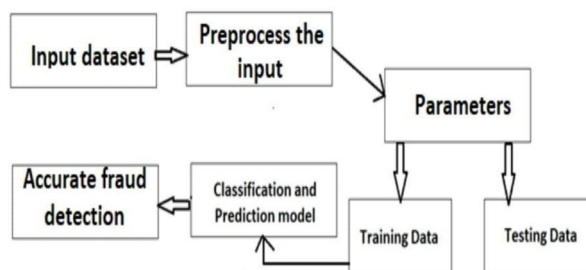 Input dataset
Preprocess the
input
Parameters
Accurate fraud
detection
Classification and
Prediction model
Training Data
Testing Data